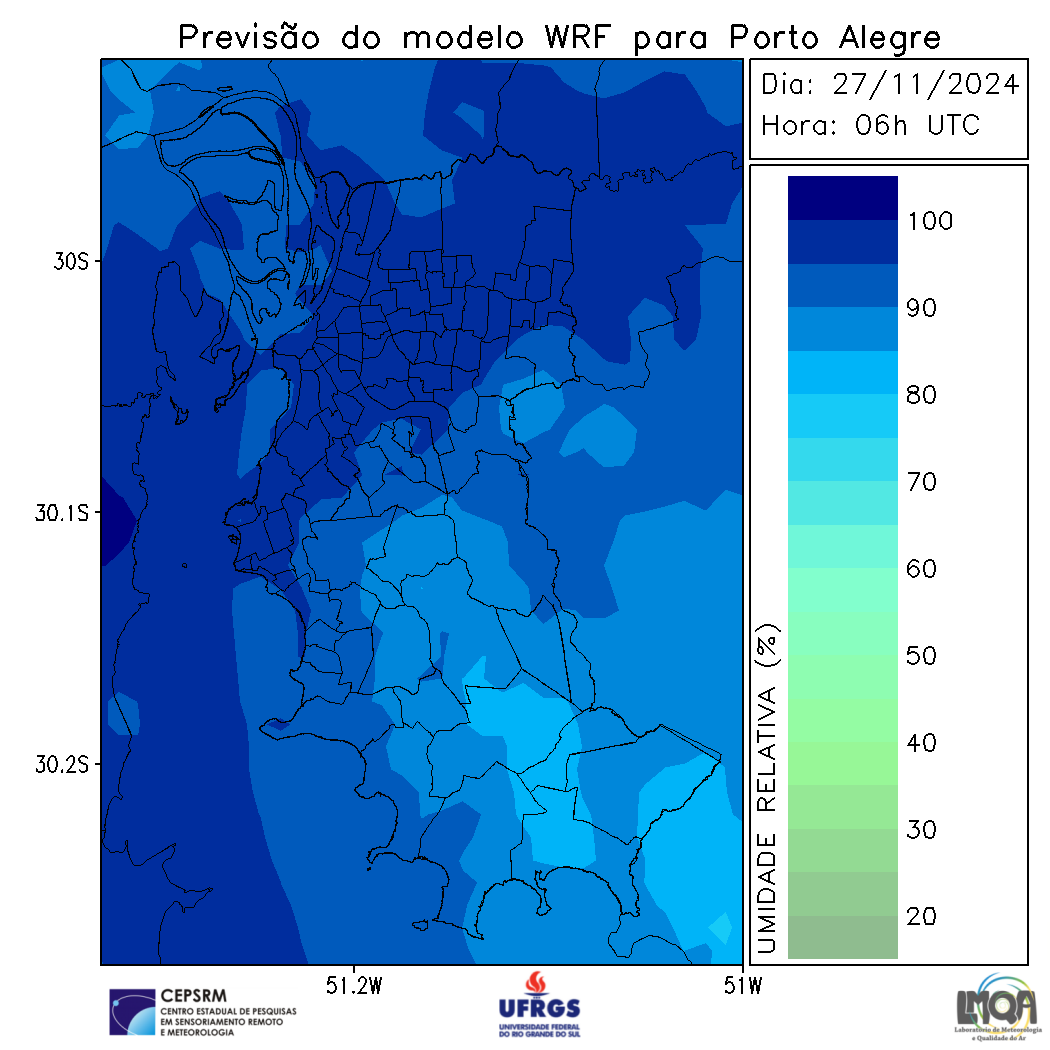 Previsão do modelo WRF para Porto Alegre
Dia: 27/11/2024
Hora: 06h UTC
30S
30.1S
30.2S
51.2W
51W
UMIDADE RELATIVA (%)
100
90
80
70
60
50
40
30
20
CEPSRM
CENTRO ESTADUAL DE PESQUISAS
EM SENSORIAMENTO REMOTO
E METEOROLOGIA
UFRGS
UNIVERSIDADE FEDERAL
DO RIO GRANDE DO SUL
LMQA
Laboratório de Meteorologia
e Qualidade do Ar